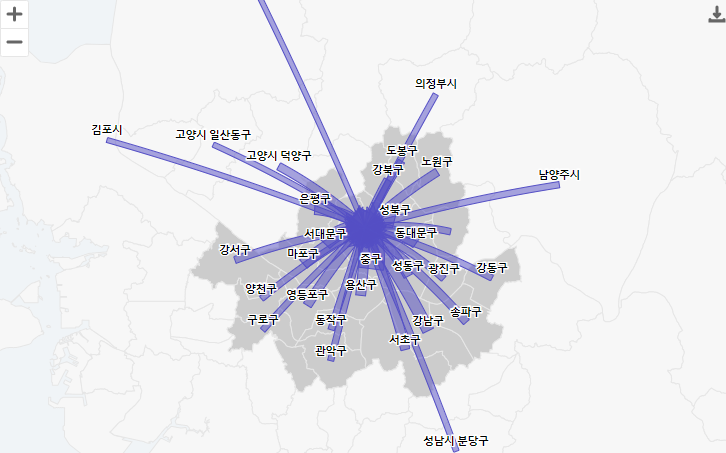 의정부시
김포시
고양시 일산동구
도봉구
고양시 덕양구
노원구
강북구
남양주시
은평구
성북구
서대문구
동대문구
강서구
마포구
중구
성동구
광진구
강동구
양천구
영등포구
용산구
구로구
동작구
강남구
송파구
서초구
관악구
성남시 분당구